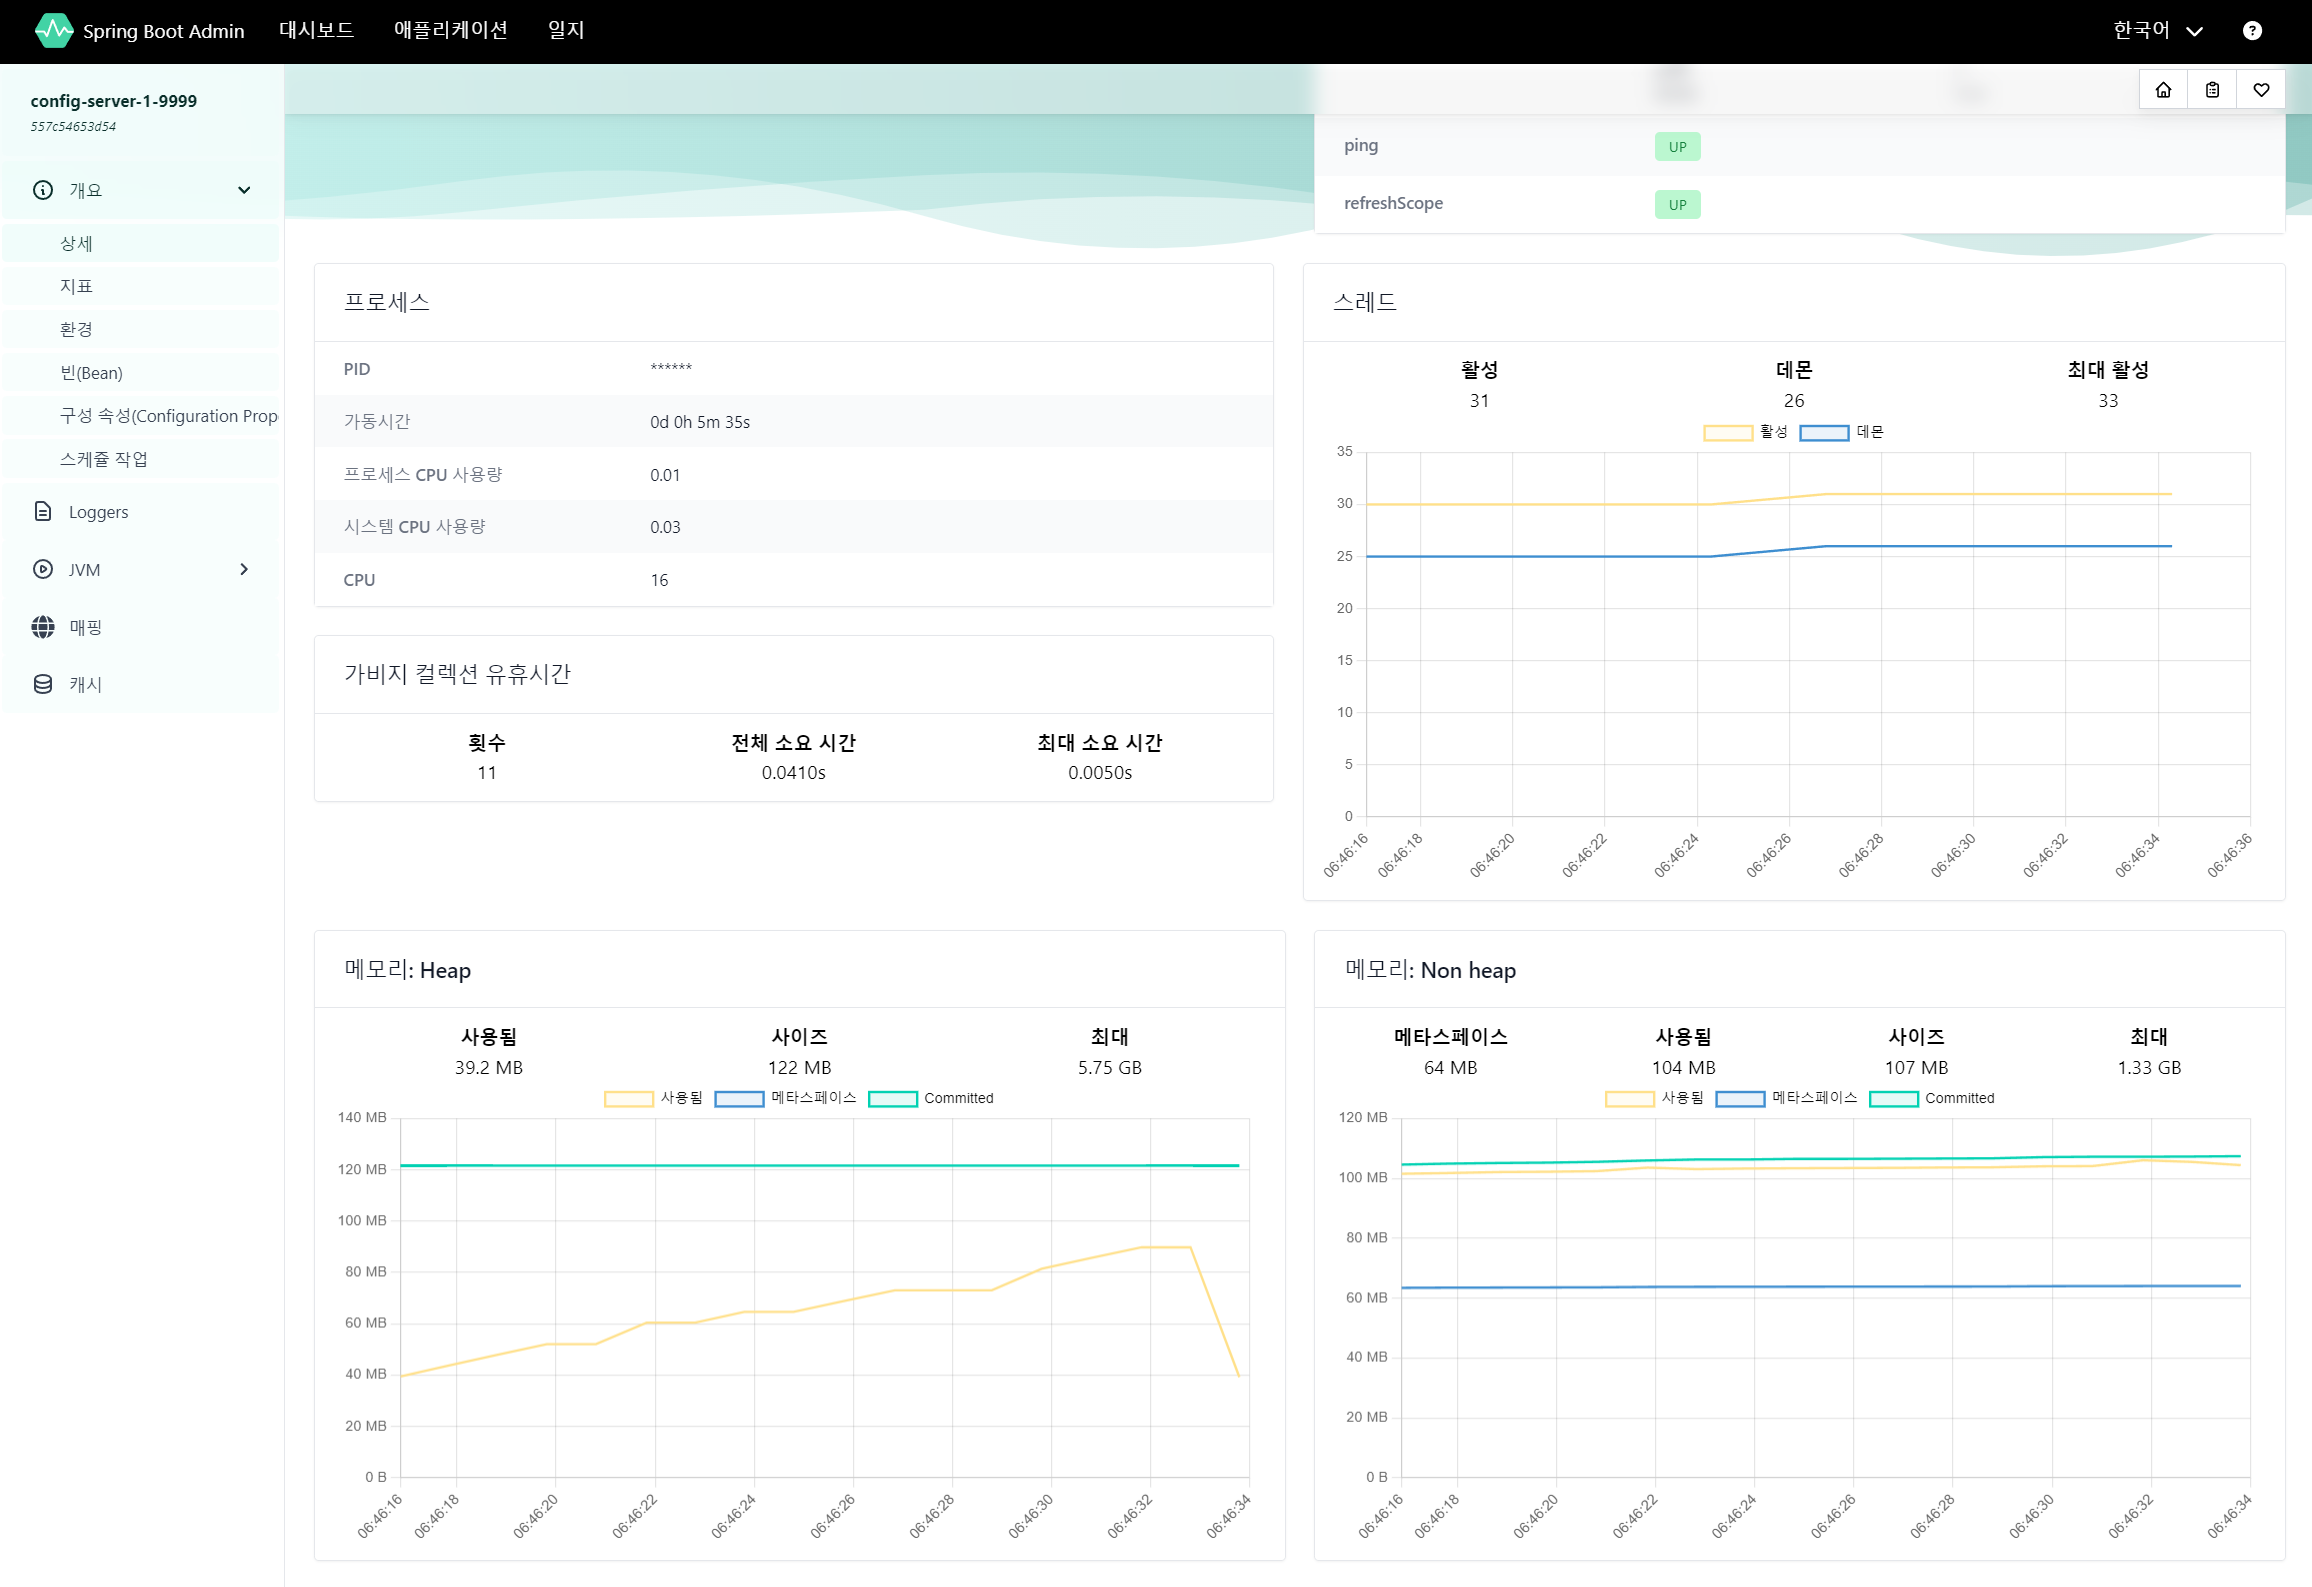 Spring Boot Admin 대시보드 애플리케이션 일지 한국어
config-server-1-9999
557c54653d54
개요
상세
지표
환경
빈(Bean)
구성 속성(Configuration Prop
스케쥴 작업
Loggers
JVM
매핑
캐시
ping UP
refreshScope UP
프로세스
PID ******
가동시간 0d 0h 5m 35s
프로세스 CPU 사용량 0.01
시스템 CPU 사용량 0.03
CPU 16
가비지 컬렉션 유휴시간
횟수 전체 소요 시간 최대 소요 시간
11 0.0410s 0.0050s
스레드
활성 데몬 최대 활성
31 26 33
활성 데몬
35
30
25
20
15
10
5
0
06:46:16 06:46:18 06:46:20 06:46:22 06:46:24 06:46:26 06:46:28 06:46:30 06:46:32 06:46:34 06:46:36
메모리: Heap
사용됨 사이즈 최대
39.2 MB 122 MB 5.75 GB
사용됨 메타스페이스 Committed
140 MB
120 MB
100 MB
80 MB
60 MB
40 MB
20 MB
0 B
06:46:16 06:46:18 06:46:20 06:46:22 06:46:24 06:46:26 06:46:28 06:46:30 06:46:32 06:46:34
메모리: Non heap
메타스페이스 사용됨 사이즈 최대
64 MB 104 MB 107 MB 1.33 GB
사용됨 메타스페이스 Committed
120 MB
100 MB
80 MB
60 MB
40 MB
20 MB
0 B
06:46:16 06:46:18 06:46:20 06:46:22 06:46:24 06:46:26 06:46:28 06:46:30 06:46:32 06:46:34